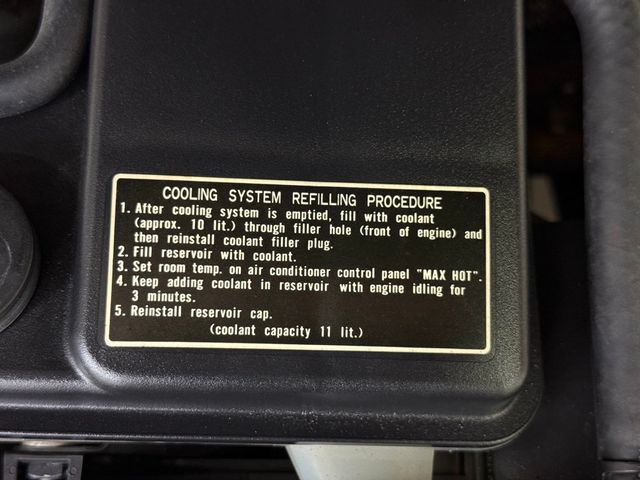 COOLING SYSTEM REFILLING PROCEDURE
1. After cooling system is emptied, fill with coolant
(approx. 10 lit.) through filler hole (front of engine) and
then reinstall coolant filler plug.
2. Fill reservoir with coolant.
3. Set room temp. on air conditioner control panel "MAX HOT".
4. Keep adding coolant in reservoir with engine idling for
3 minutes.
5. Reinstall reservoir cap.
(coolant capacity 11 lit.)